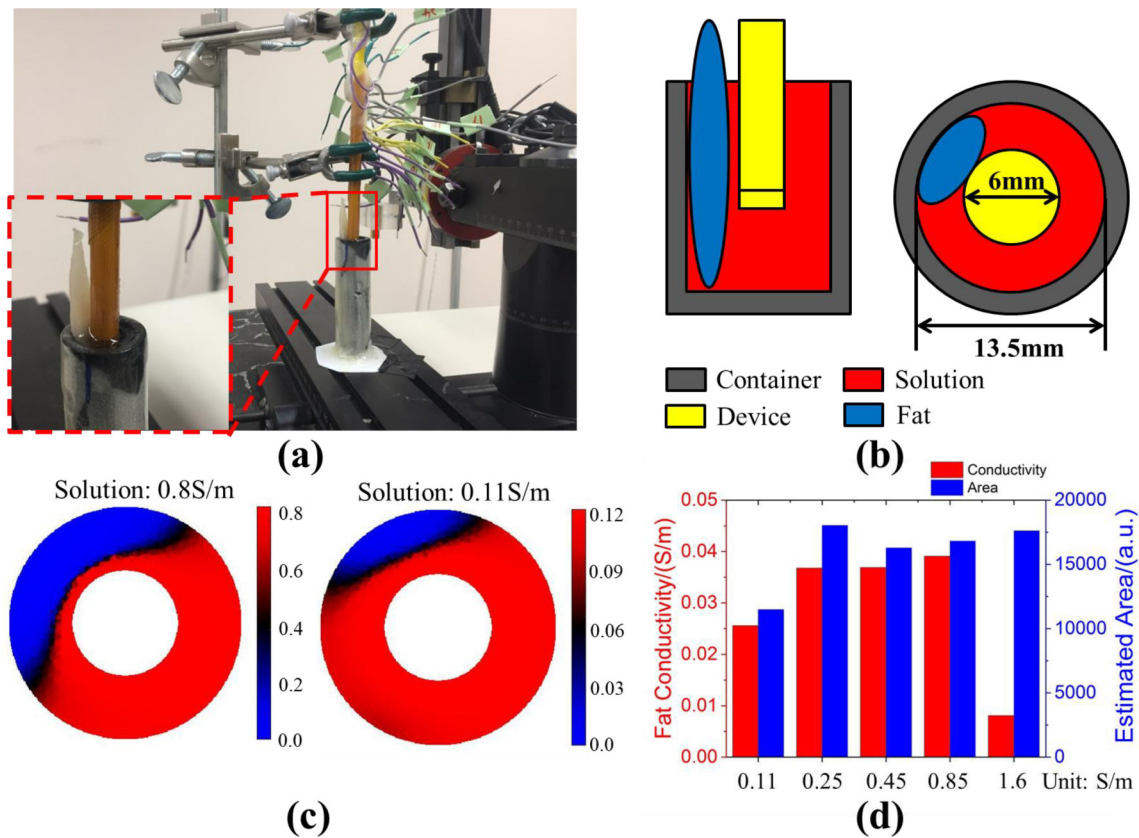 (a)
6mm
13.5mm
Container
Solution
Device
Fat
(b)
Solution: 0.8S/m
0.8
0.6
0.4
0.2
0.0
Solution: 0.11S/m
0.12
0.09
0.06
0.03
0.0
(c)
Conductivity
Area
Fat Conductivity/(S/m)
0.05
0.04
0.03
0.02
0.01
0.00
20000
15000
10000
5000
0
Estimated Area/(a.u.)
0.11 0.25 0.45 0.85 1.6 Unit: S/m
(d)